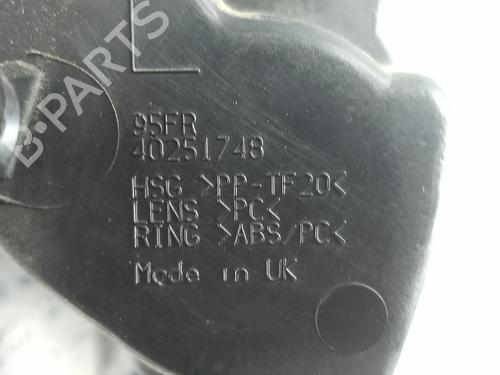 L
95FR
40251748
HSG >PP-TF20<
LENS >PC<
RING >ABS/PC<
Made in UK
B-PARTS